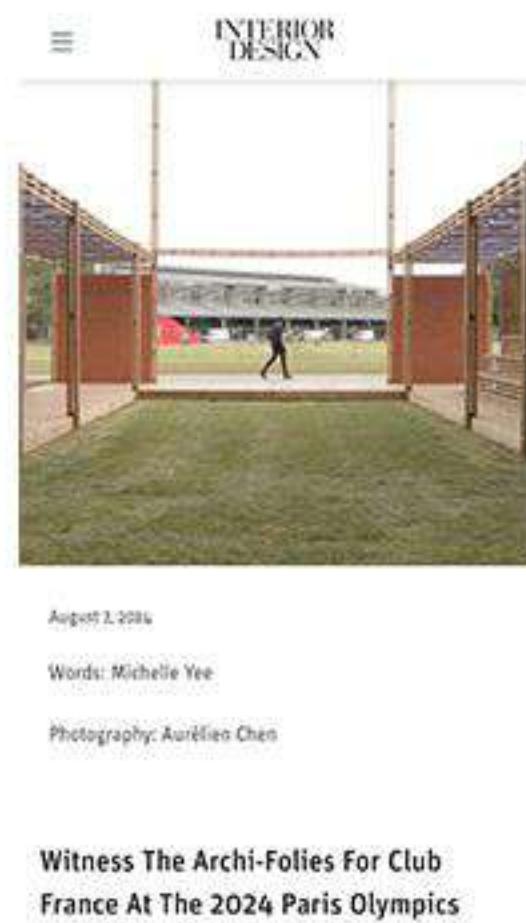 INTERIOR
DESIGN
August 7, 2024
Words: Michelle Yee
Photography: Aurélien Chen
Witness The Archi-Folies For Club
France At The 2024 Paris Olympics